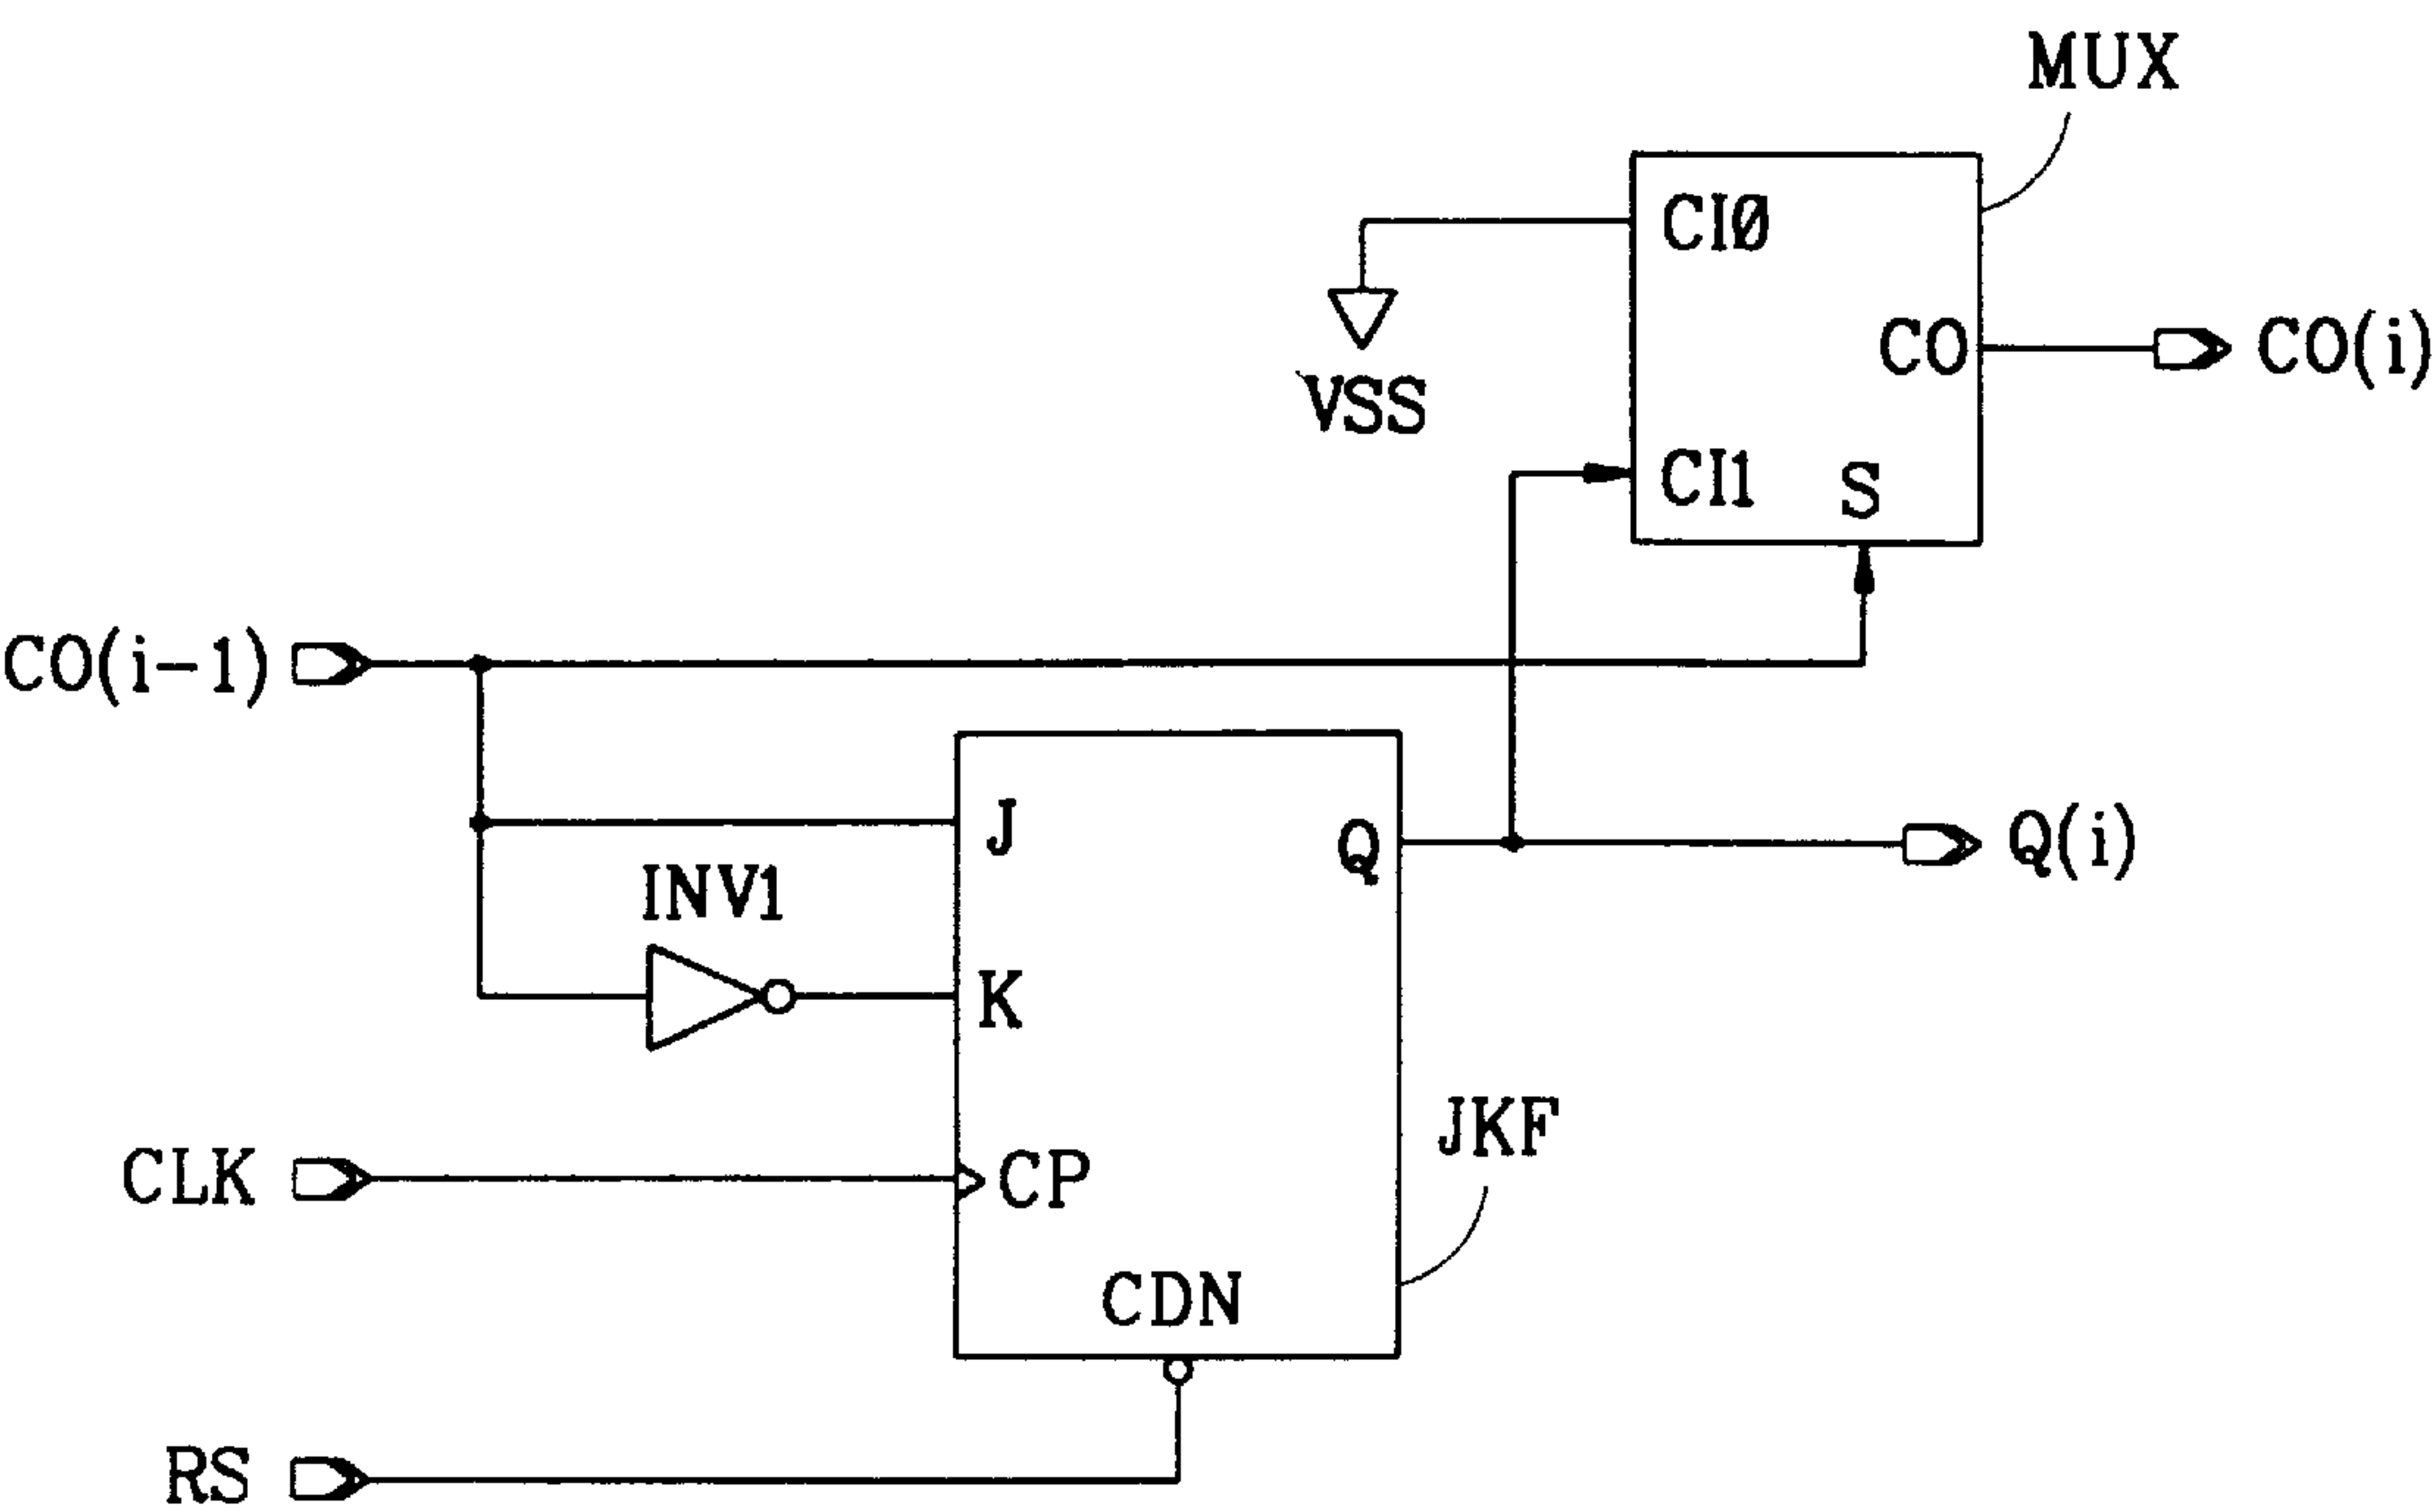 MUX
CIØ
CO
CO(i)
VSS
CI1
S
CO(i-1)
J
Q
Q(i)
INV1
K
JKF
CLK
CP
CDN
RS